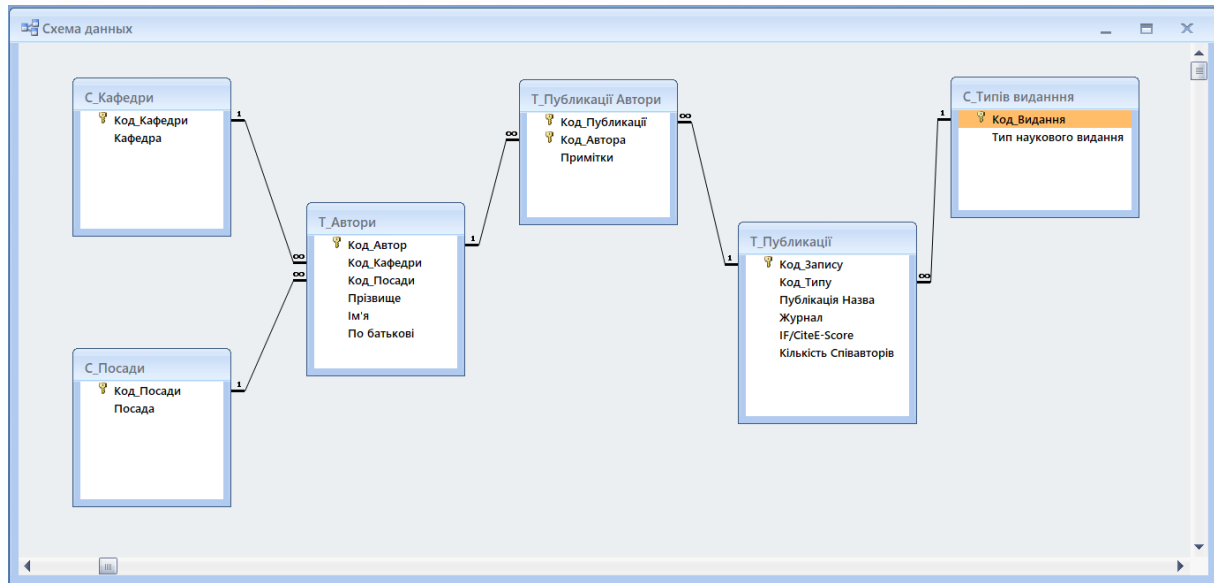 Схема данных
С_Кафедри
Код_Кафедри
Кафедра
С_Посади
Код_Посади
Посада
Т_Автори
Код_Автор
Код_Кафедри
Код_Посади
Прізвище
Ім'я
По батькові
Т_Публикації Автори
Код_Публикації
Код_Автора
Примітки
Т_Публикації
Код_Запису
Код_Типу
Публікація Назва
Журнал
IF/CiteE-Score
Кількість Співавторів
С_Типів виданння
Код_Видання
Тип наукового видання
1
∞
1
∞
1
∞
∞
1
1
∞